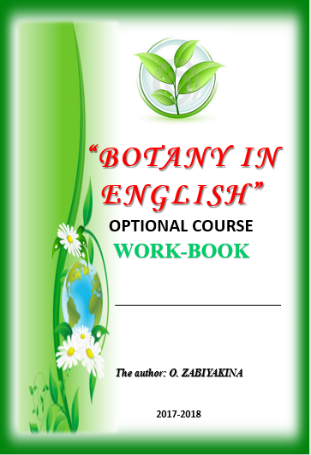 “BOTANY IN
ENGLISH”
OPTIONAL COURSE
WORK-BOOK
The author: O. ZABIYAKINA
2017-2018